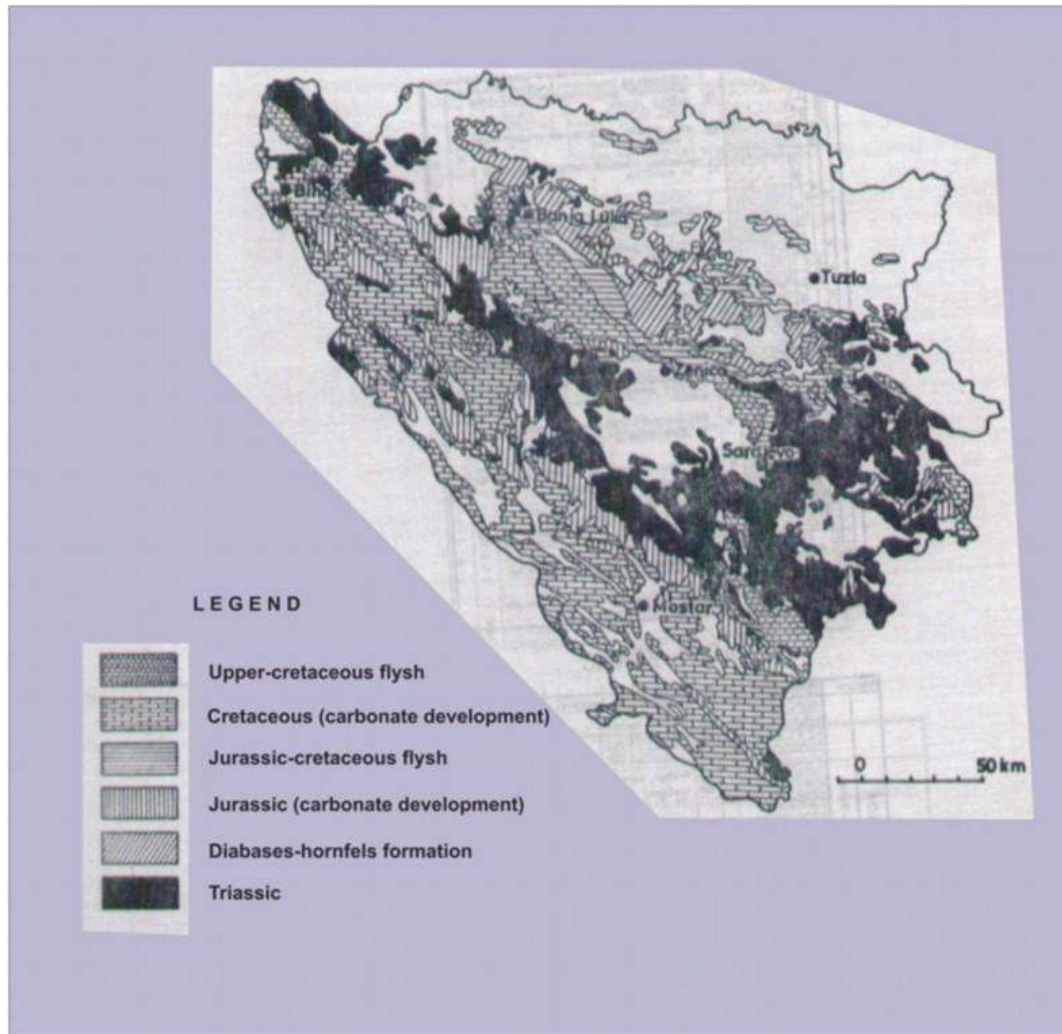 Bihać
Banja Luka
Tuzla
Zenica
Sarajevo
Mostar
0 50 km
LEGEND
Upper-cretaceous flysh
Cretaceous (carbonate development)
Jurassic-cretaceous flysh
Jurassic (carbonate development)
Diabases-hornfels formation
Triassic